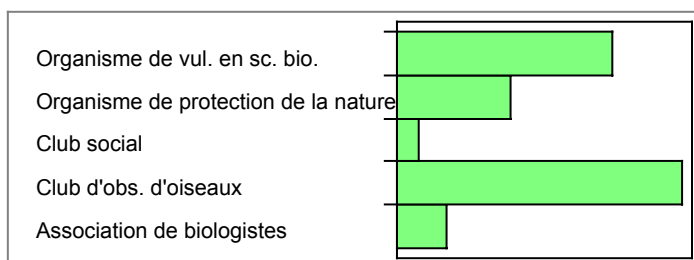 Organisme de vul. en sc. bio.
Organisme de protection de la nature
Club social
Club d'obs. d'oiseaux
Association de biologistes